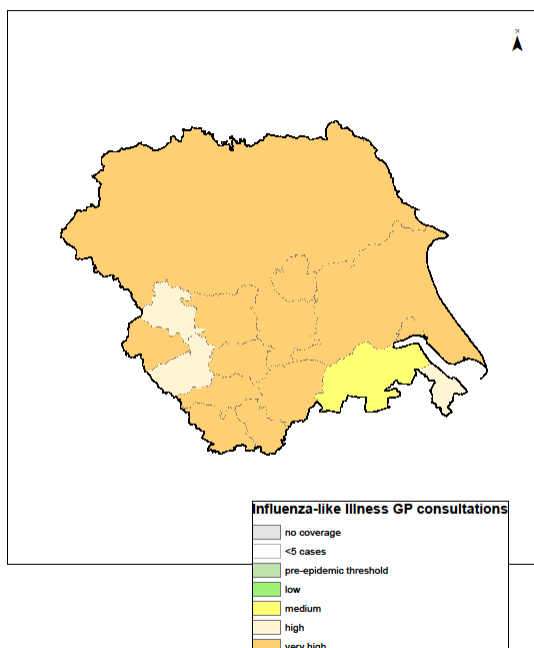 N
Influenza-like Illness GP consultations
no coverage
<5 cases
pre-epidemic threshold
low
medium
high
very high